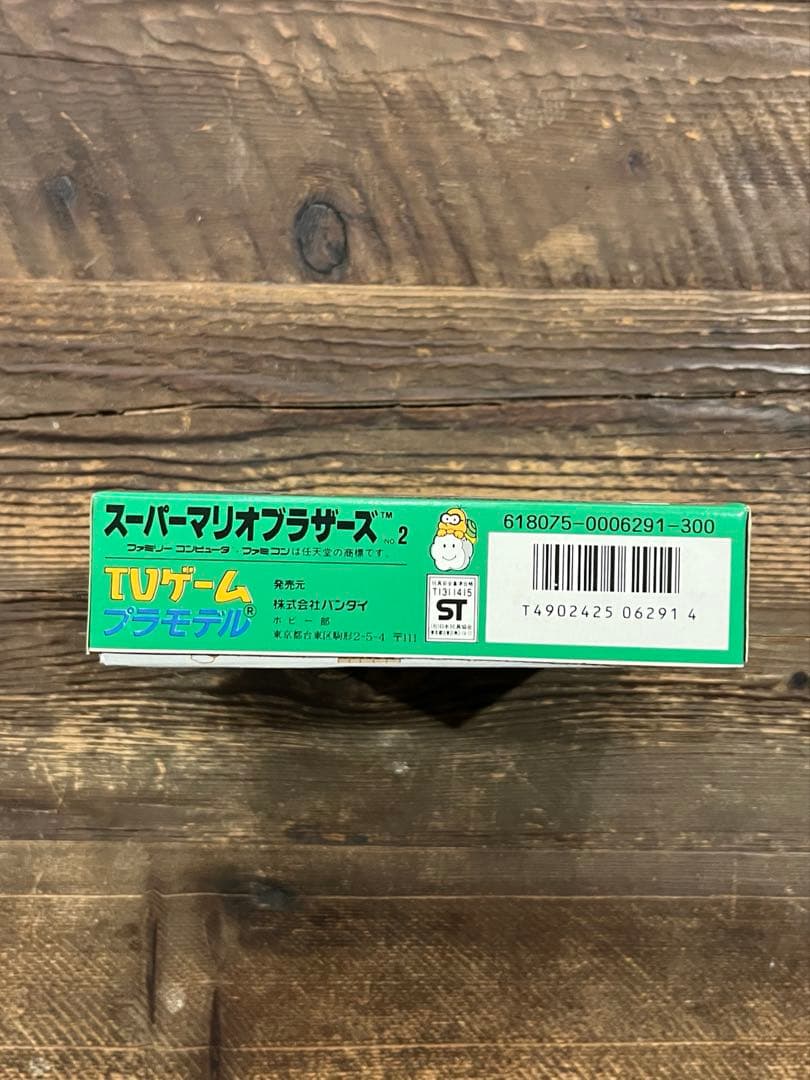 スーパーマリオブラザーズ™ NO.2
ファミリーコンピュータ・ファミコンは任天堂の商標です。
TVゲーム
プラモデル®
発売元
株式会社バンダイ
ホビー部
東京都台東区駒形2-5-4 〒111
T1311415
ST
618075-0006291-300
T4902425 06291 4